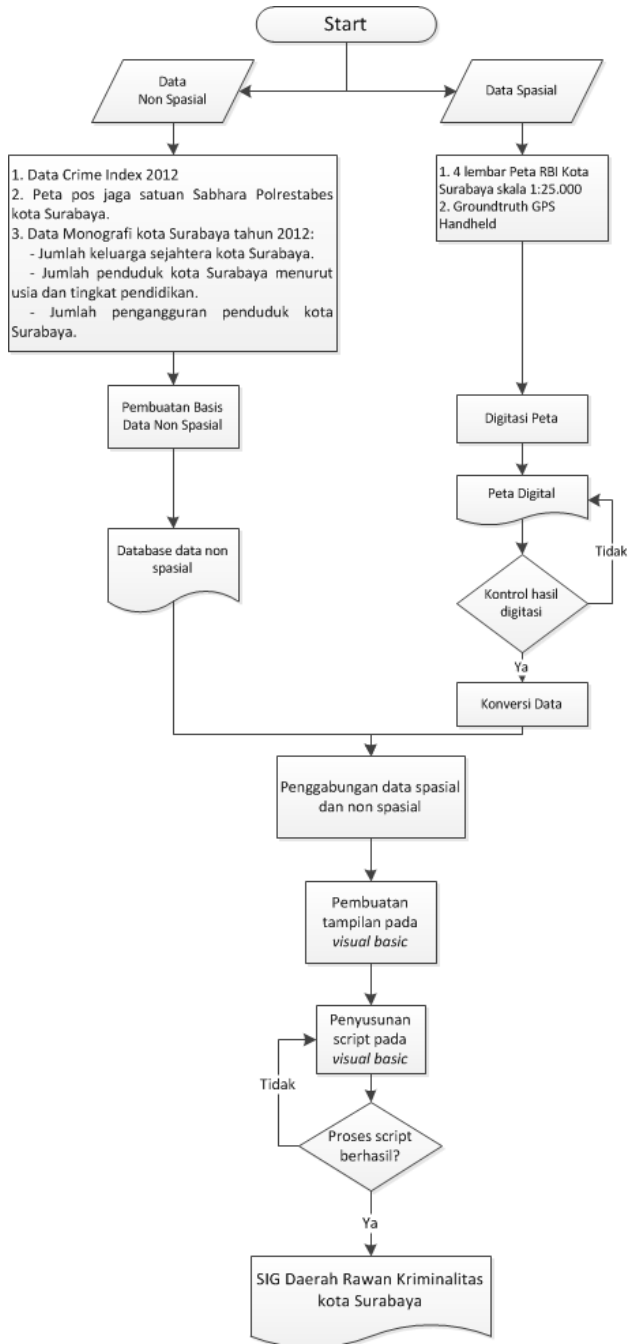 Start
Data
Non Spasial
Data Spasial
1. Data Crime Index 2012
2. Peta pos jaga satuan Sabhara Polrestabes
kota Surabaya.
3. Data Monografi kota Surabaya tahun 2012:
- Jumlah keluarga sejahtera kota Surabaya.
- Jumlah penduduk kota Surabaya menurut
usia dan tingkat pendidikan.
- Jumlah pengangguran penduduk kota
Surabaya.
1. 4 lembar Peta RBI Kota
Surabaya skala 1:25.000
2. Groundtruth GPS
Handheld
Pembuatan Basis
Data Non Spasial
Digitasi Peta
Peta Digital
Database data non
spasial
Tidak
Kontrol hasil
digitasi
Ya
Konversi Data
Penggabungan data spasial
dan non spasial
Pembuatan
tampilan pada
visual basic
Penyusunan
script pada
visual basic
Tidak
Proses script
berhasil?
Ya
SIG Daerah Rawan Kriminalitas
kota Surabaya